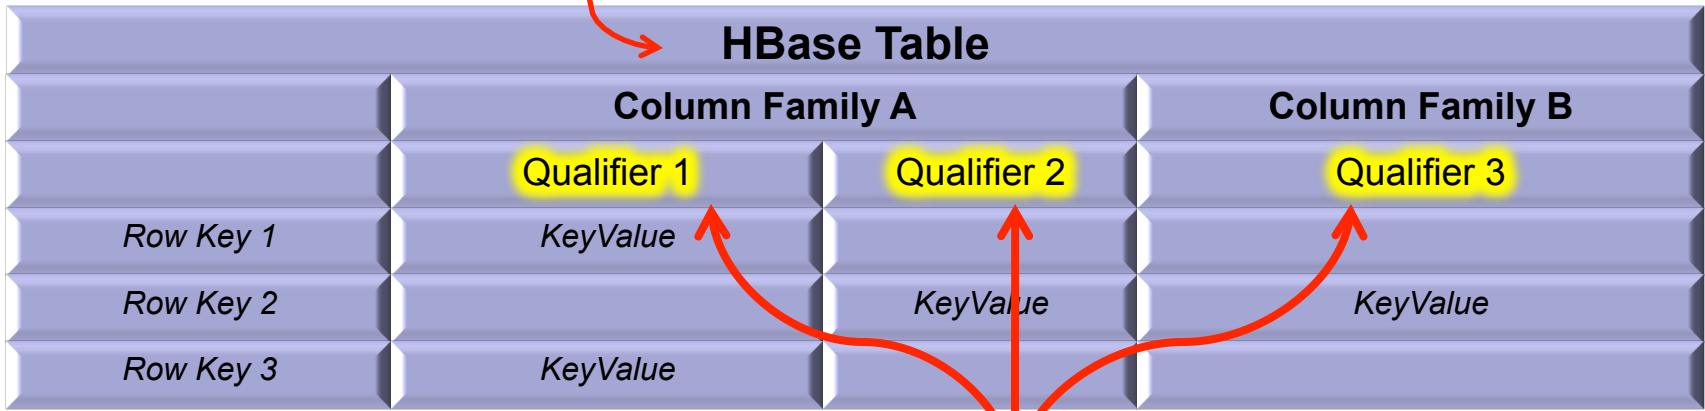 HBase Table
Column Family A Column Family B
Qualifier 1 Qualifier 2 Qualifier 3
Row Key 1 KeyValue
Row Key 2 KeyValue KeyValue
Row Key 3 KeyValue